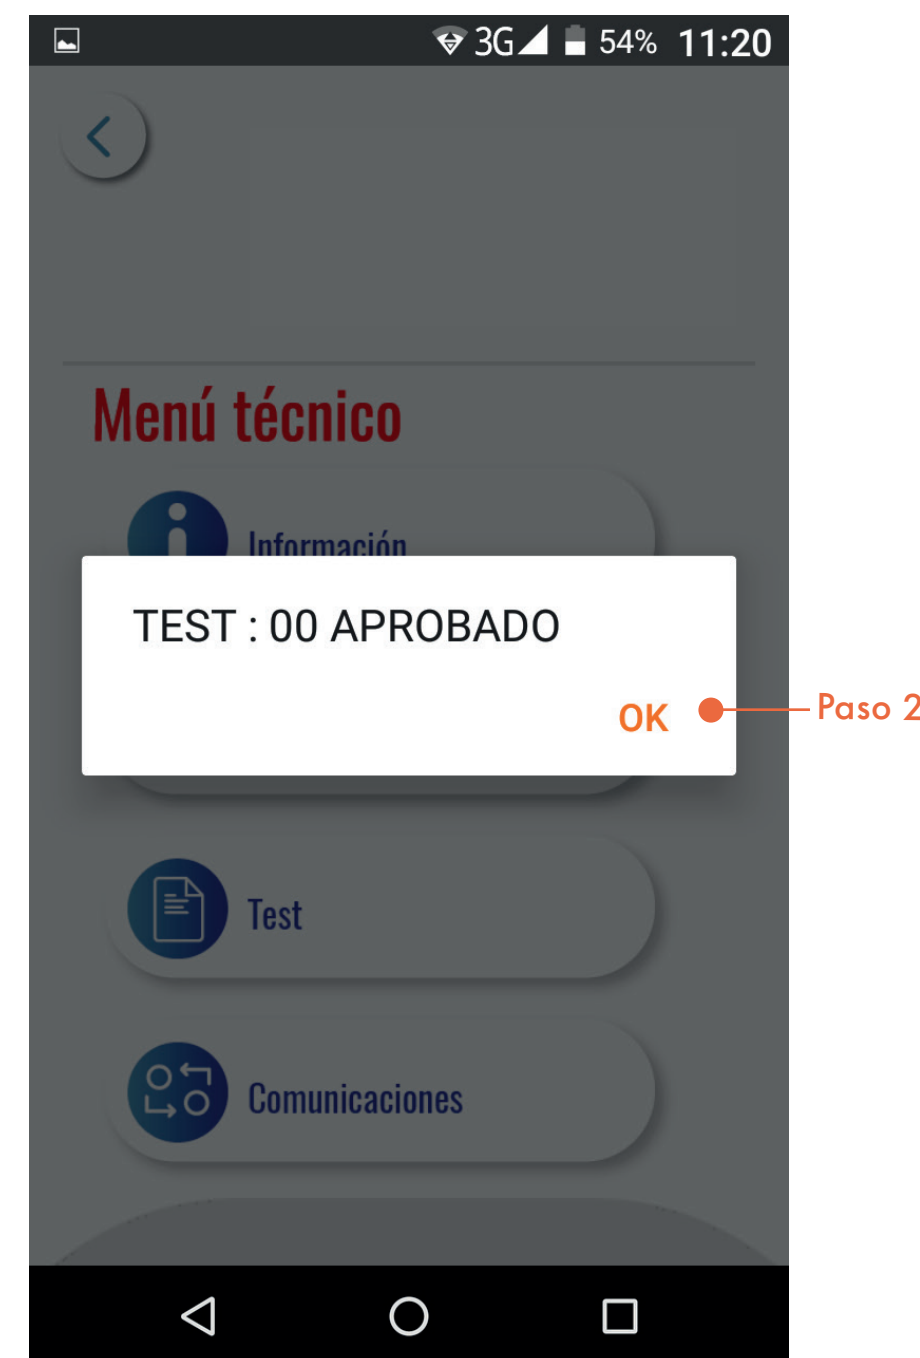 3G 54% 11:20
Menú técnico
Información
TEST : 00 APROBADO
OK
Paso 2
Test
Comunicaciones